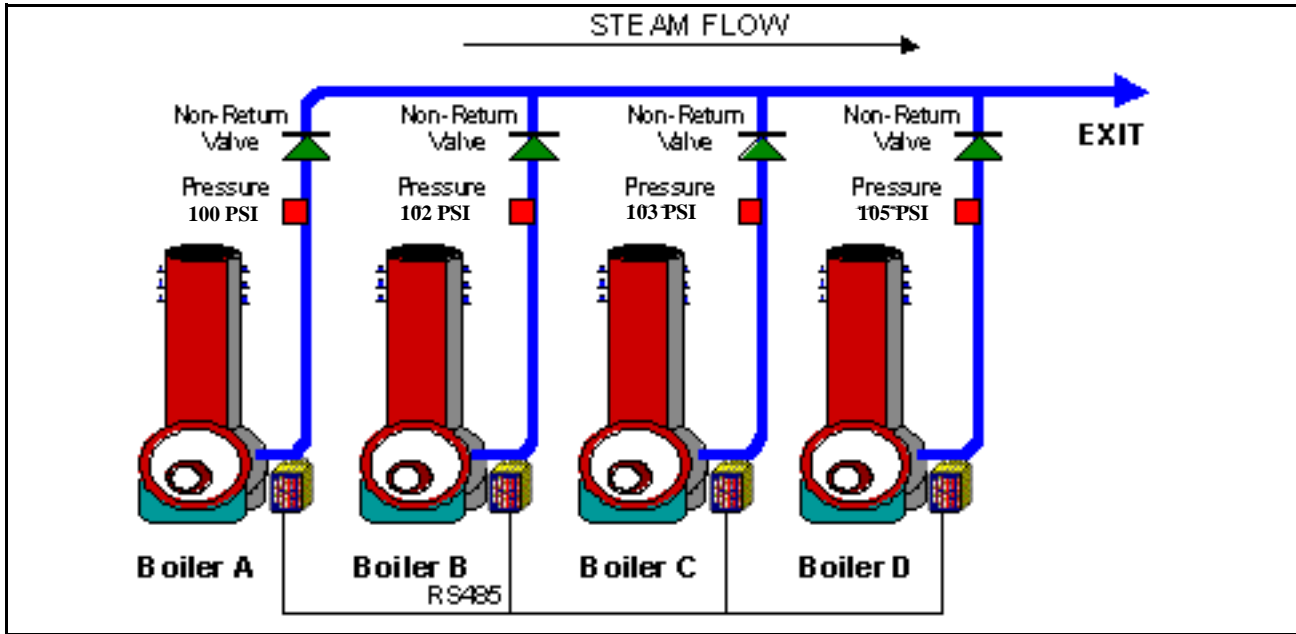 STEAM FLOW
Non-Return
Valve
Non-Return
Valve
Non-Return
Valve
Non-Return
Valve
EXIT
Pressure
100 PSI
Pressure
102 PSI
Pressure
103 PSI
Pressure
105 PSI
Boiler A
Boiler B
Boiler C
Boiler D
RS485